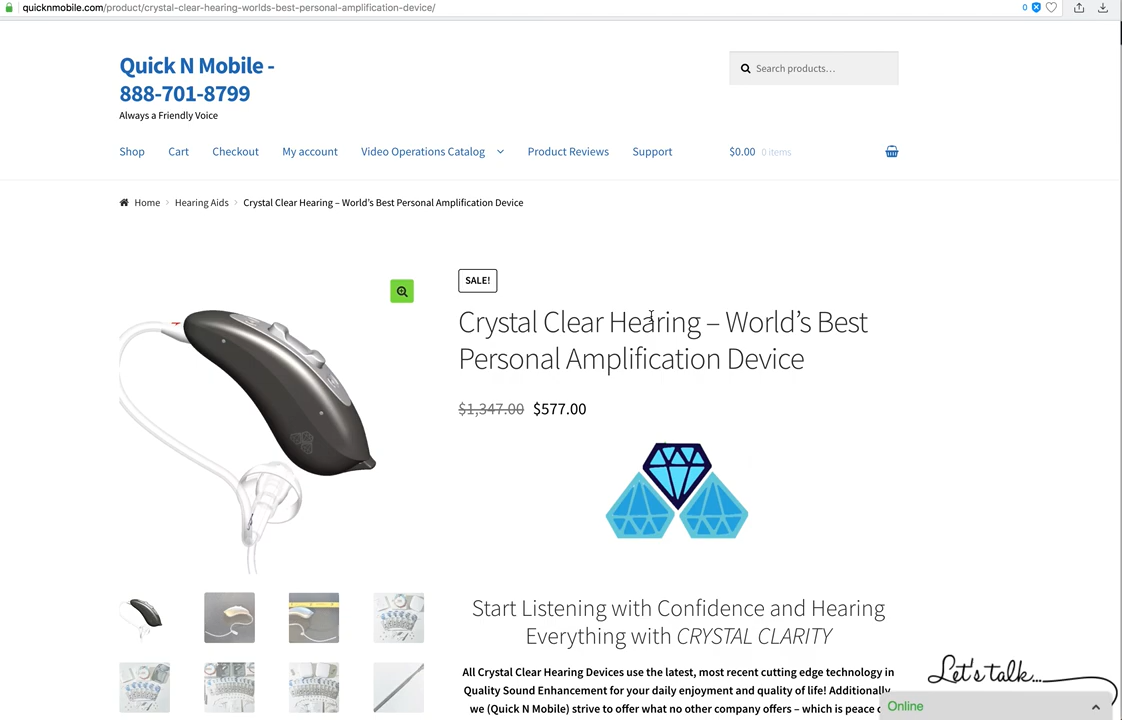 quicknmobile.com/product/crystal-clear-hearing-worlds-best-personal-amplification-device/
0
Quick N Mobile -
888-701-8799
Always a Friendly Voice
Search products…
Shop Cart Checkout My account Video Operations Catalog Product Reviews Support $0.00 0 items
Home Hearing Aids Crystal Clear Hearing – World's Best Personal Amplification Device
SALE!
Crystal Clear Hearing – World's Best
Personal Amplification Device
$1,347.00 $577.00
Start Listening with Confidence and Hearing
Everything with CRYSTAL CLARITY
All Crystal Clear Hearing Devices use the latest, most recent cutting edge technology in
Quality Sound Enhancement for your daily enjoyment and quality of life! Additionally,
we (Quick N Mobile) strive to offer what no other company offers – which is peace
Let's talk...
Online